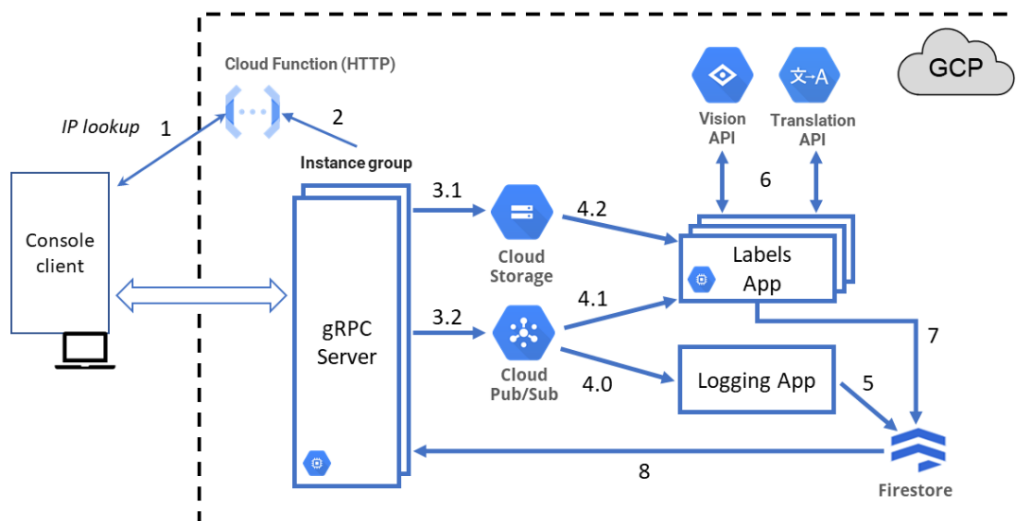 GCP
Cloud Function (HTTP)
IP lookup
1
2
Instance group
Console
client
gRPC
Server
3.1
3.2
Cloud
Storage
Cloud
Pub/Sub
4.2
4.1
4.0
Vision
API
Translation
API
文→A
6
Labels
App
Logging App
5
7
8
Firestore